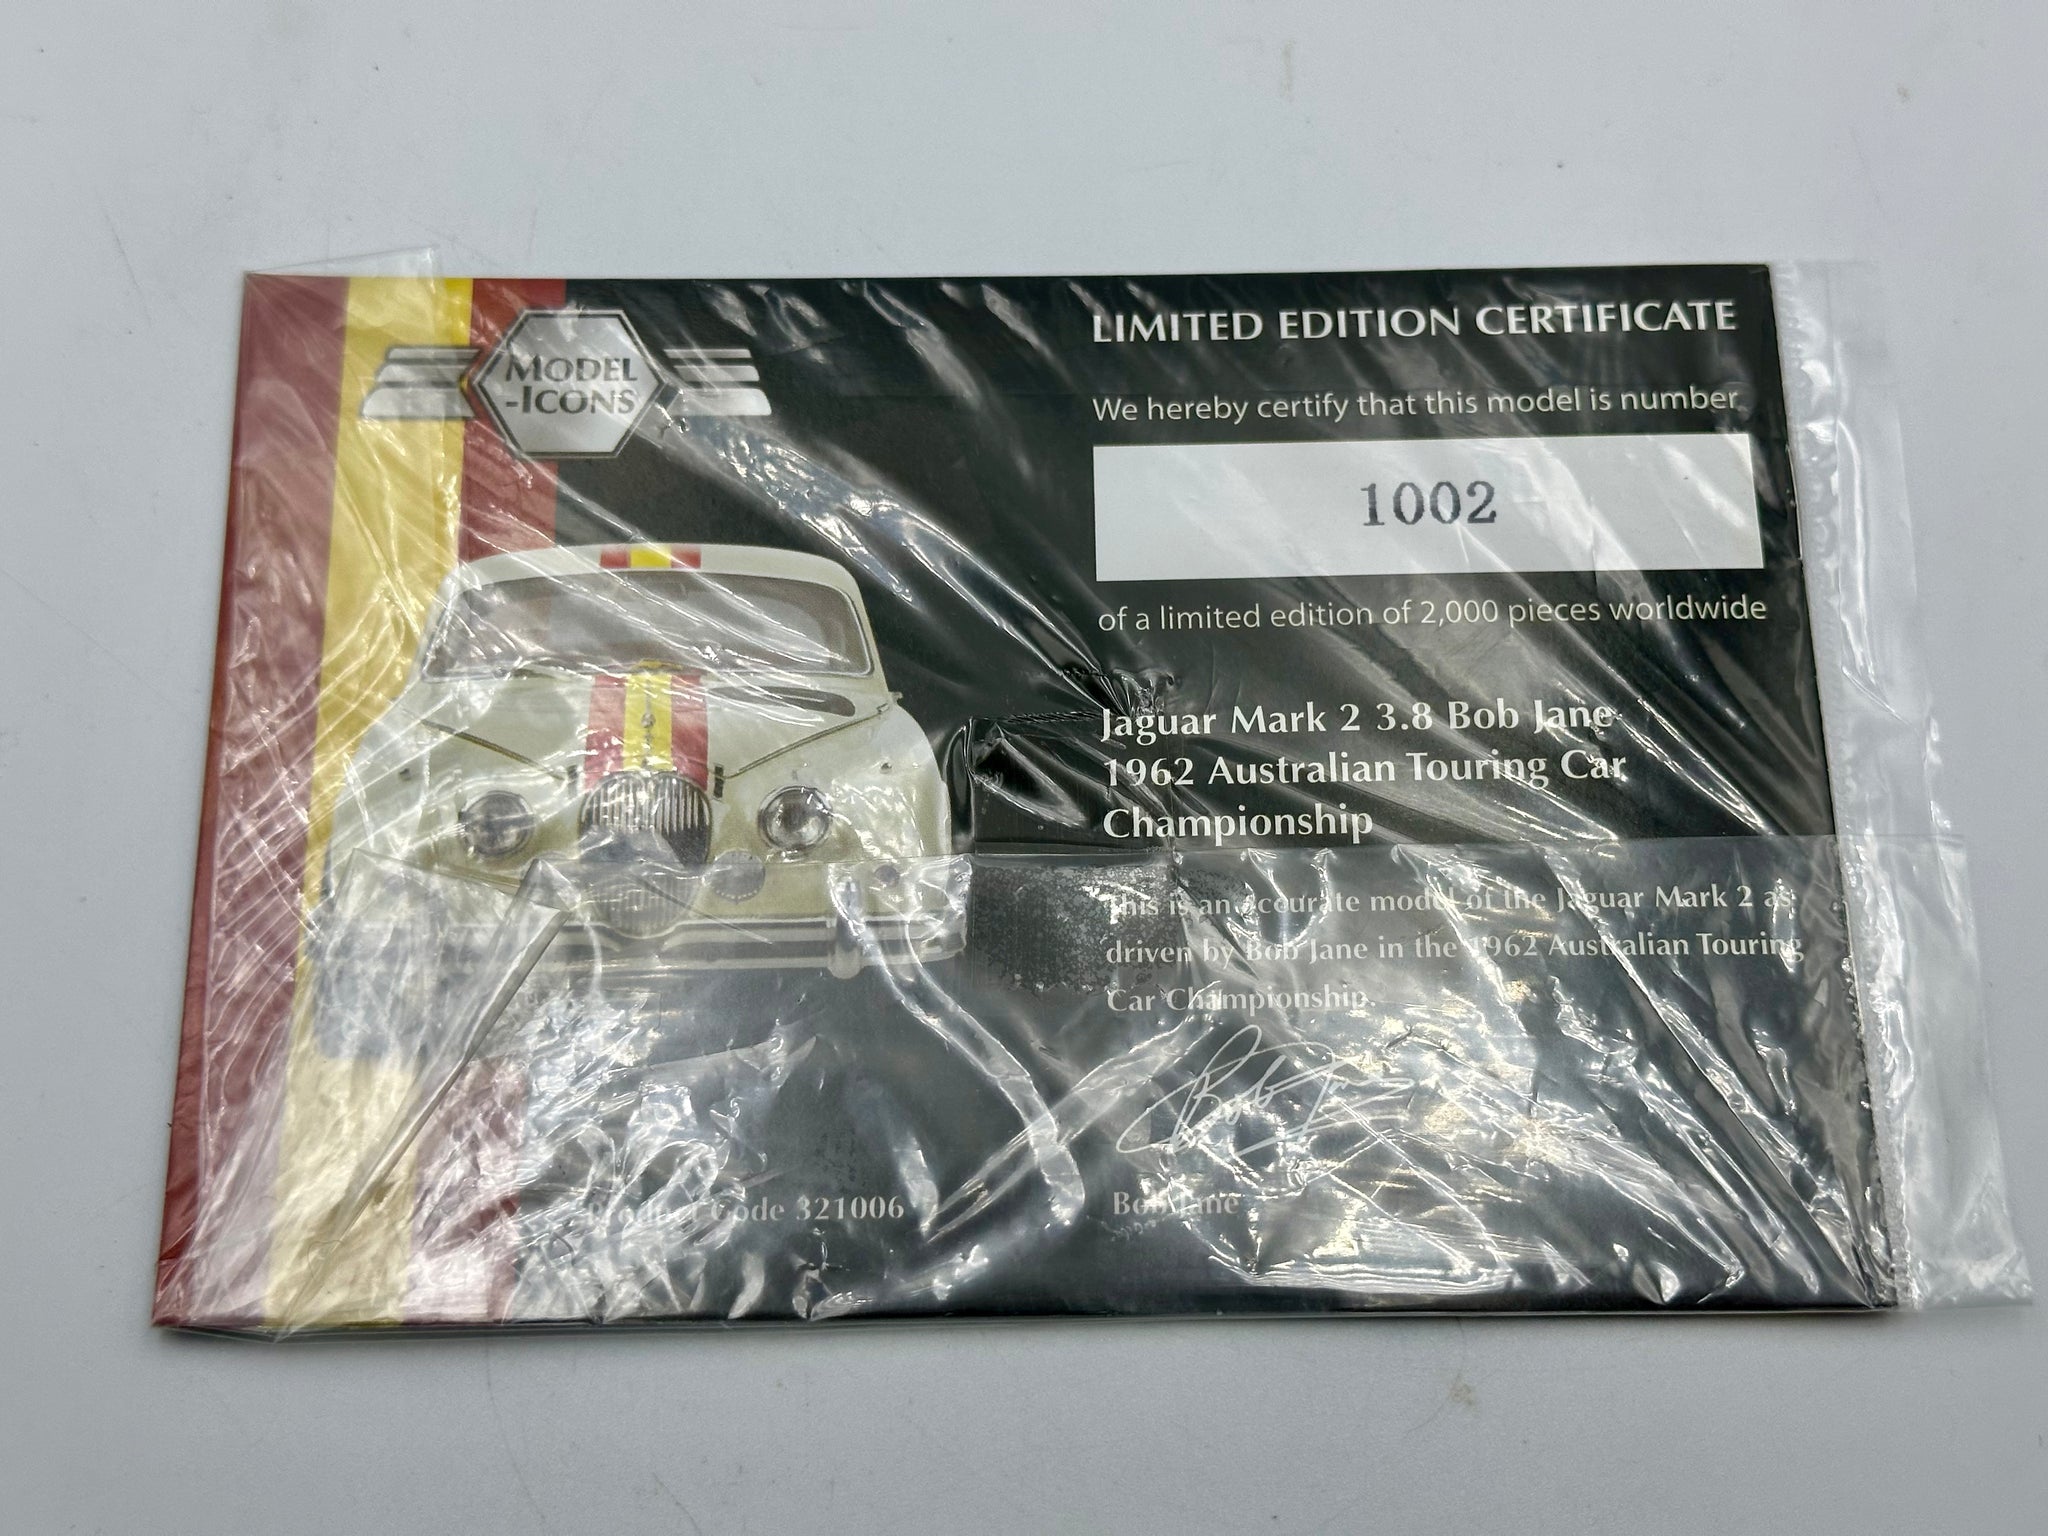 MODEL
-ICONS
LIMITED EDITION CERTIFICATE
We hereby certify that this model is number
1002
of a limited edition of 2,000 pieces worldwide
Jaguar Mark 2 3.8 Bob Jane
1962 Australian Touring Car
Championship
This is an accurate model of the Jaguar Mark 2 as
driven by Bob Jane in the 1962 Australian Touring
Car Championship.
Bob Jane
Bob Jane
Product Code 321006